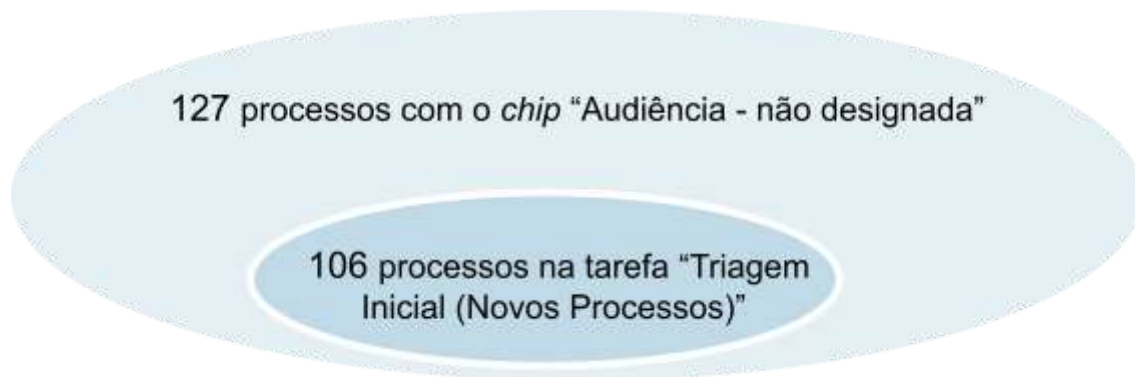 127 processos com o chip “Audiência - não designada”
106 processos na tarefa “Triagem
Inicial (Novos Processos)”